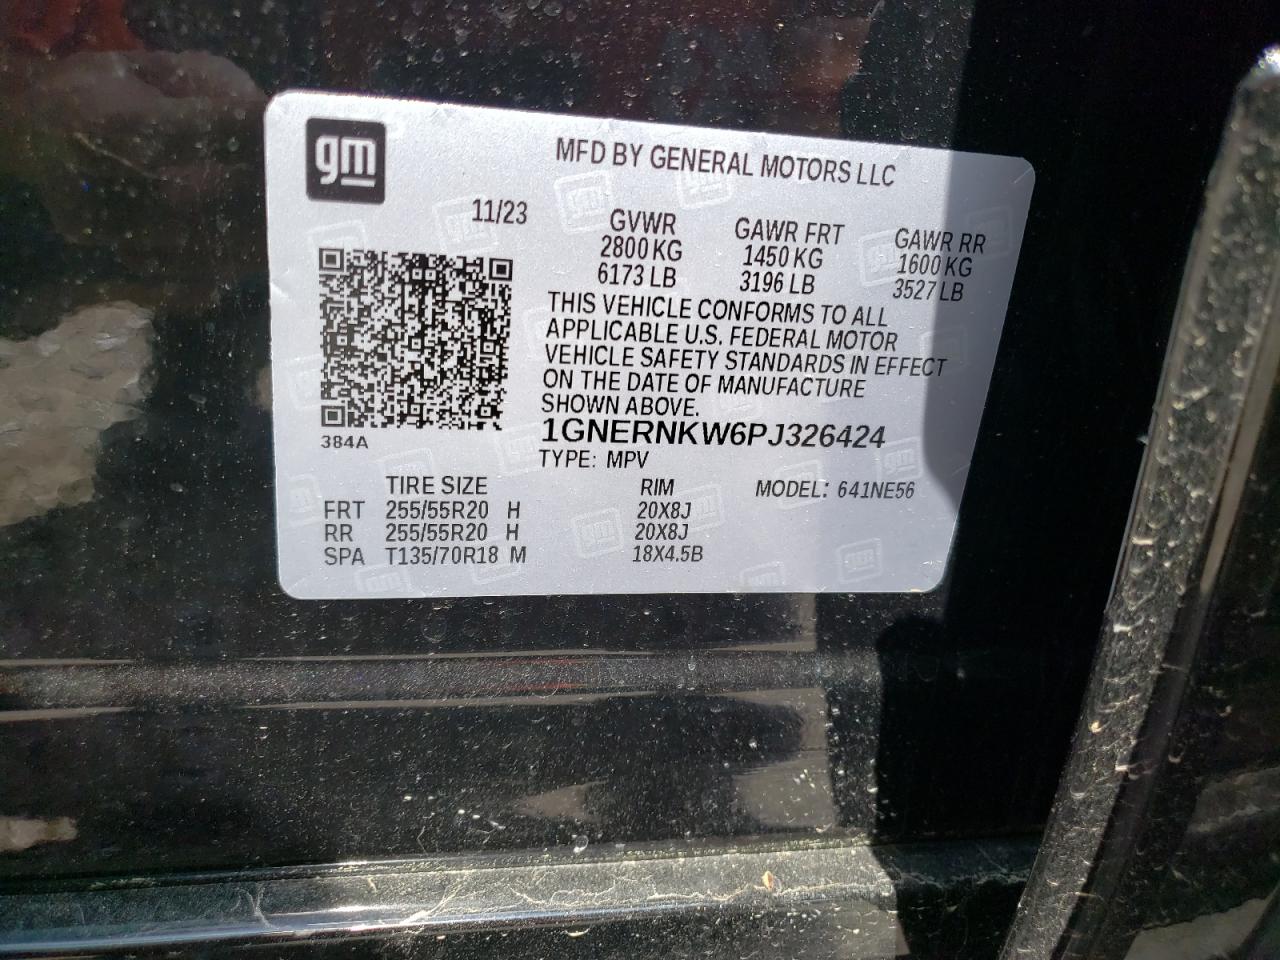 gm
MFD BY GENERAL MOTORS LLC
11/23
GVWR
2800 KG
6173 LB
GAWR FRT
1450 KG
3196 LB
GAWR RR
1600 KG
3527 LB
THIS VEHICLE CONFORMS TO ALL
APPLICABLE U.S. FEDERAL MOTOR
VEHICLE SAFETY STANDARDS IN EFFECT
ON THE DATE OF MANUFACTURE
SHOWN ABOVE.
384A
1GNERNKW6PJ326424
TYPE: MPV
TIRE SIZE RIM MODEL: 641NE56
FRT 255/55R20 H 20X8J
RR 255/55R20 H 20X8J
SPA T135/70R18 M 18X4.5B